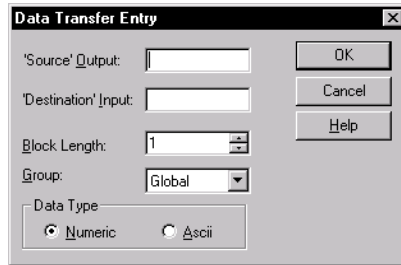 Data Transfer Entry
'Source' Output:
OK
'Destination' Input:
Cancel
Help
Block Length:
1
Group:
Global
Data Type
Numeric
Ascii